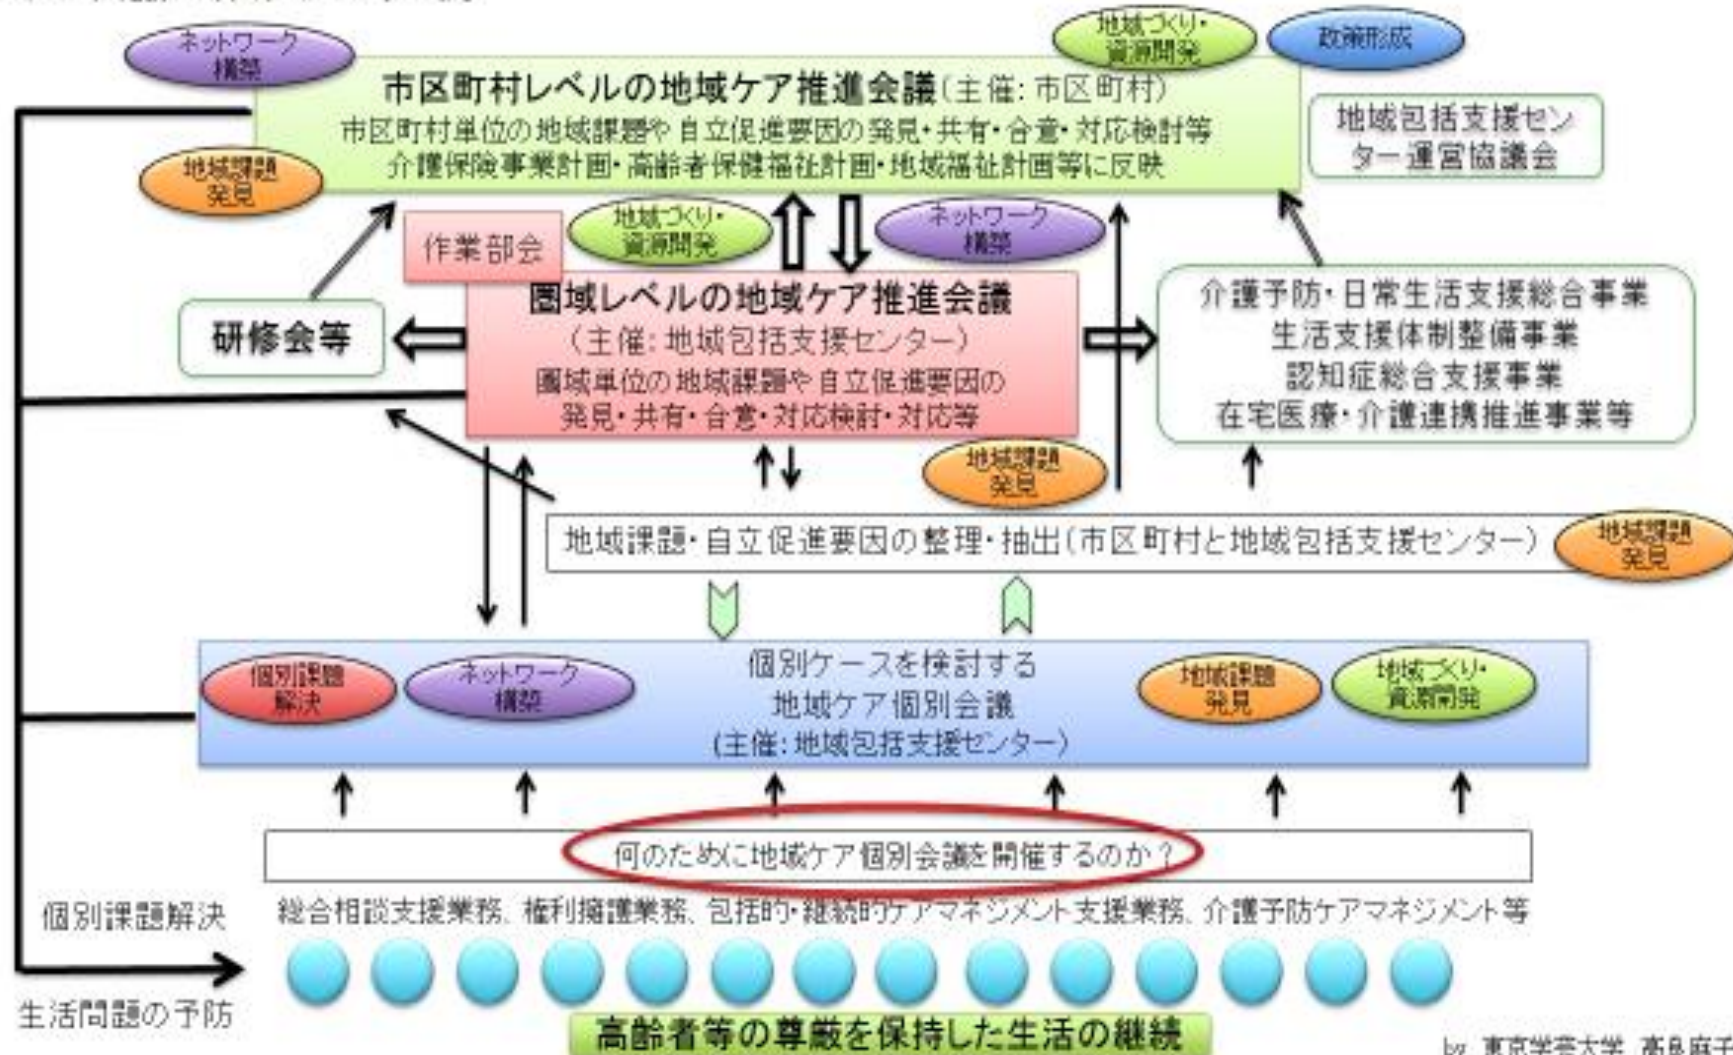 ネットワーク
構築
地域づくり・
資源開発
政策形成
市区町村レベルの地域ケア推進会議(主催:市区町村)
市区町村単位の地域課題や自立促進要因の発見・共有・合意・対応検討等
介護保険事業計画・高齢者保健福祉計画・地域福祉計画等に反映
地域包括支援セン
ター運営協議会
地域課題
発見
作業部会
地域づくり・
資源開発
ネットワーク
構築
研修会等
圏域レベルの地域ケア推進会議
(主催:地域包括支援センター)
圏域単位の地域課題や自立促進要因の
発見・共有・合意・対応検討・対応等
介護予防・日常生活支援総合事業
生活支援体制整備事業
認知症総合支援事業
在宅医療・介護連携推進事業等
地域課題
発見
地域課題・自立促進要因の整理・抽出(市区町村と地域包括支援センター)
地域課題
発見
個別課題
解決
ネットワーク
構築
個別ケースを検討する
地域ケア個別会議
(主催:地域包括支援センター)
地域課題
発見
地域づくり・
資源開発
何のために地域ケア個別会議を開催するのか?
個別課題解決
総合相談支援業務、権利擁護業務、包括的・継続的ケアマネジメント支援業務、介護予防ケアマネジメント等
生活問題の予防
高齢者等の尊厳を保持した生活の継続
by 東京学芸大学 高良麻子